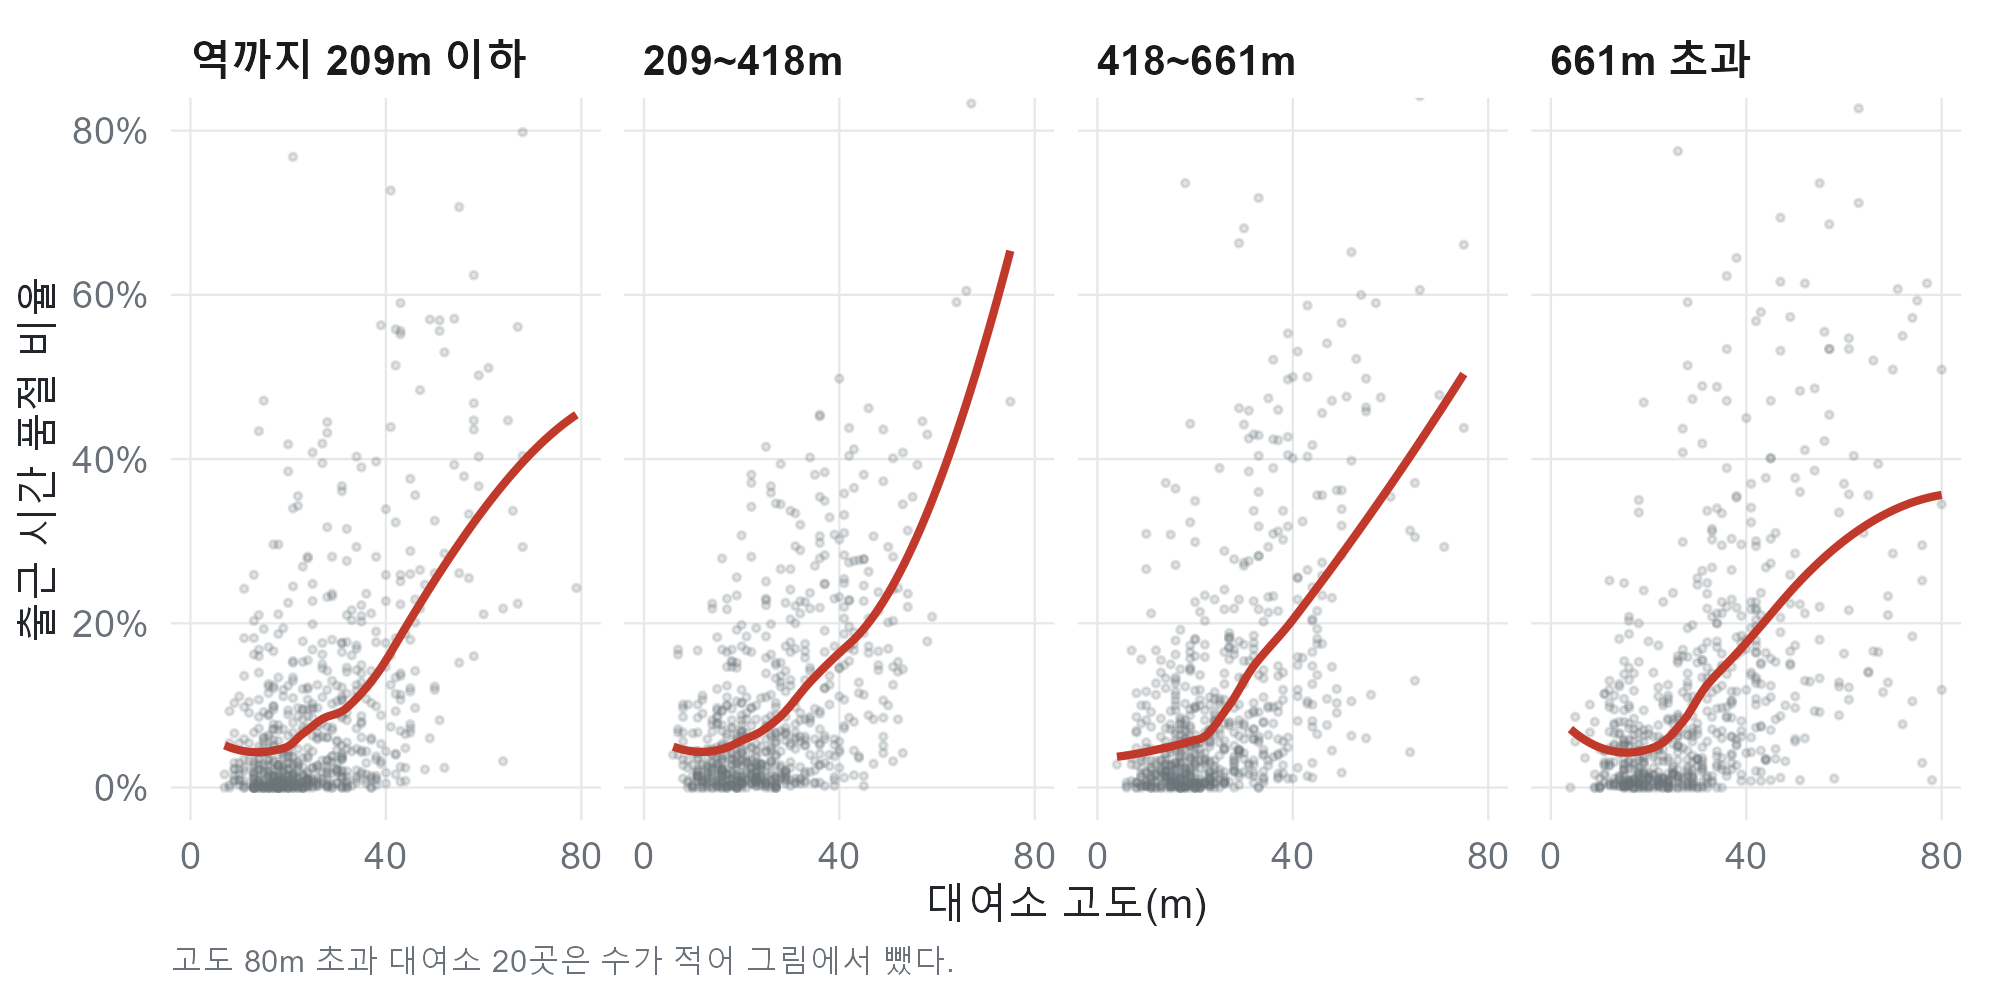 역까지 209m 이하
209~418m
418~661m
661m 초과
80%
60%
40%
20%
0%
출근 시간 품절 비율
0 40 80
0 40 80
0 40 80
0 40 80
대여소 고도(m)
고도 80m 초과 대여소 20곳은 수가 적어 그림에서 뺐다.